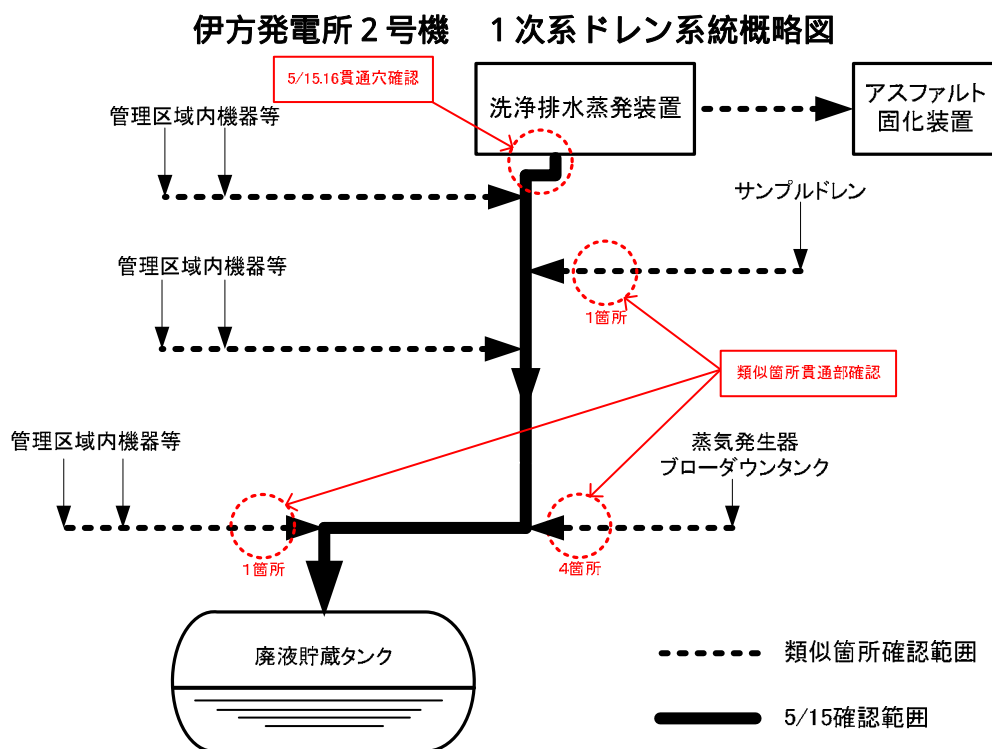 伊方発電所２号機　１次系ドレン系統概略図
5/15.16貫通穴確認
管理区域内機器等
洗浄排水蒸発装置
アスファルト
固化装置
サンプルドレン
管理区域内機器等
1箇所
類似箇所貫通部確認
管理区域内機器等
蒸気発生器
ブローダウンタンク
1箇所
4箇所
廃液貯蔵タンク
類似箇所確認範囲
5/15確認範囲